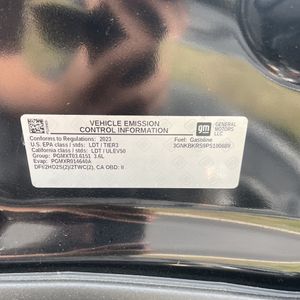 VEHICLE EMISSION
CONTROL INFORMATION
gm
GENERAL
MOTORS LLC
Conforms to Regulations: 2023
Fuel: Gasoline
U.S. EPA class/stds: LDT / TIER3
California class/stds: LDT / ULEV50
Group: PGMXT03.6151 3.6L
Evap: PGMXR014640A
DFI/2HO2S(2)/2TWC(2), CA OBD: II